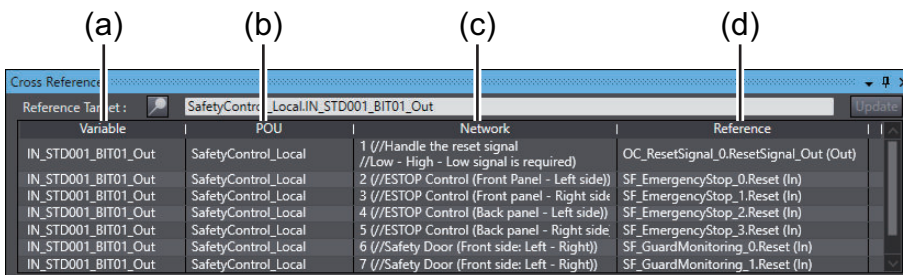 (a) (b) (c) (d)
Cross Reference
Reference Target : SafetyControl_Local.IN_STD001_BIT01_Out Update
Variable POU Network Reference
IN_STD001_BIT01_Out SafetyControl_Local 1 (//Handle the reset signal
//Low - High - Low signal is required) OC_ResetSignal_0.ResetSignal_Out (Out)
IN_STD001_BIT01_Out SafetyControl_Local 2 (//ESTOP Control (Front Panel - Left side)) SF_EmergencyStop_0.Reset (In)
IN_STD001_BIT01_Out SafetyControl_Local 3 (//ESTOP Control (Front panel - Right side SF_EmergencyStop_1.Reset (In)
IN_STD001_BIT01_Out SafetyControl_Local 4 (//ESTOP Control (Back panel - Left side)) SF_EmergencyStop_2.Reset (In)
IN_STD001_BIT01_Out SafetyControl_Local 5 (//ESTOP Control (Back panel - Right side SF_EmergencyStop_3.Reset (In)
IN_STD001_BIT01_Out SafetyControl_Local 6 (//Safety Door (Front side: Left - Right)) SF_GuardMonitoring_0.Reset (In)
IN_STD001_BIT01_Out SafetyControl_Local 7 (//Safety Door (Front side: Left - Right)) SF_GuardMonitoring_1.Reset (In)